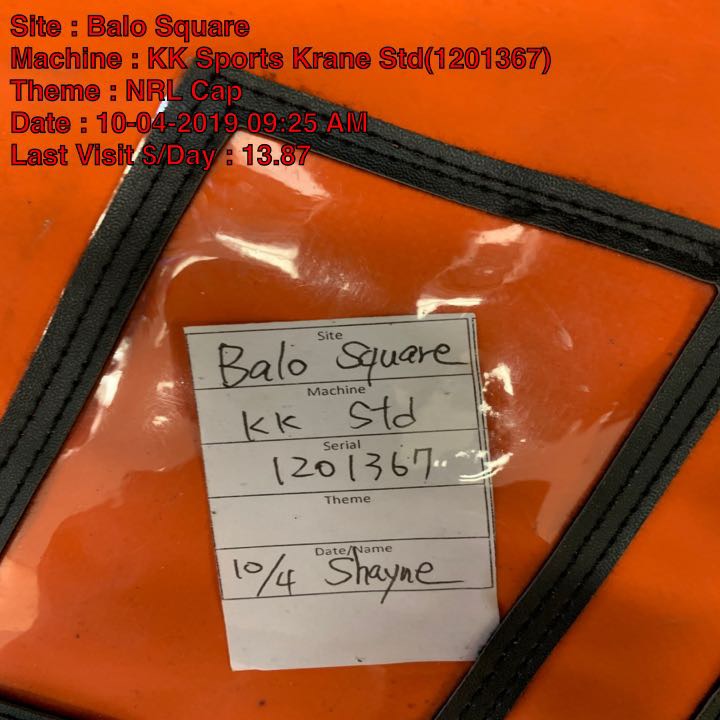 Site : Balo Square
Machine : KK Sports Krane Std(1201367)
Theme : NRL Cap
Date : 10-04-2019 09:25 AM
Last Visit $/Day : 13.87
Site
Balo Square
Machine
KK Std
Serial
1201367
Theme
Date/Name
10/4 Shayne